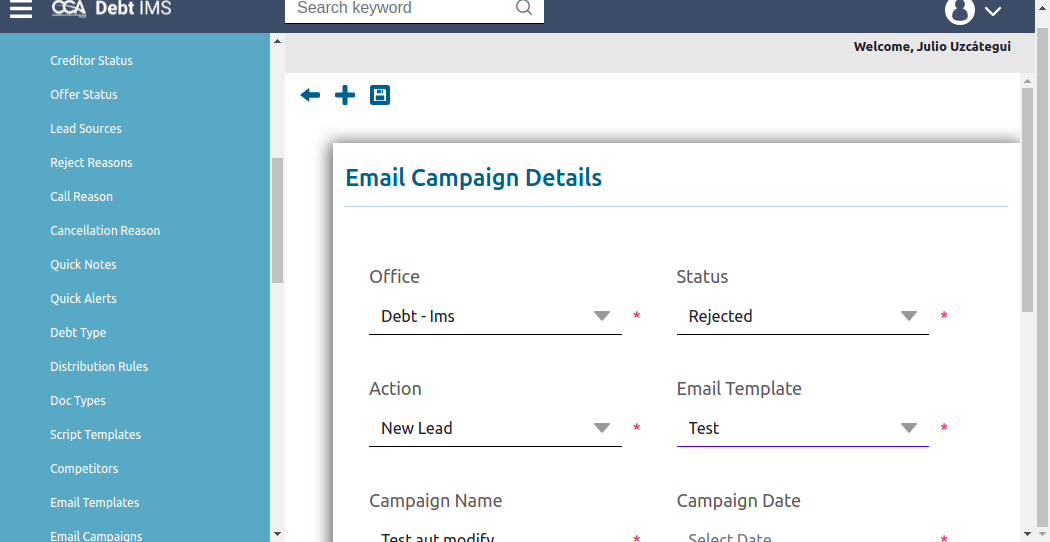 CGA Debt IMS
Search keyword
Welcome, Julio Uzcátegui
Creditor Status
Offer Status
Lead Sources
Reject Reasons
Call Reason
Cancellation Reason
Quick Notes
Quick Alerts
Debt Type
Distribution Rules
Doc Types
Script Templates
Competitors
Email Templates
Email Campaigns
Email Campaign Details
Office Status
Debt - Ims * Rejected *
Action Email Template
New Lead * Test *
Campaign Name Campaign Date
Test aut modify * Select Date *